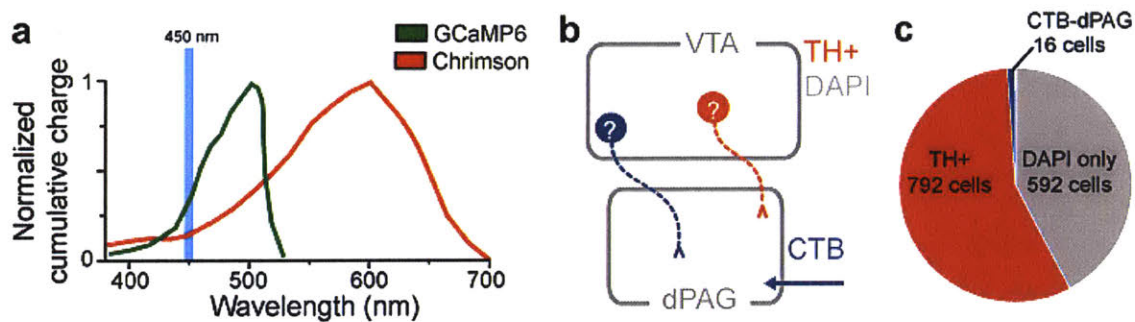 a
450 nm
GCaMP6
Chrimson
Normalized
cumulative charge
1
0
400
500
600
700
Wavelength (nm)
b
VTA
TH+
DAPI
?
?
CTB
dPAG
c
CTB-dPAG
16 cells
TH+
792 cells
DAPI only
592 cells